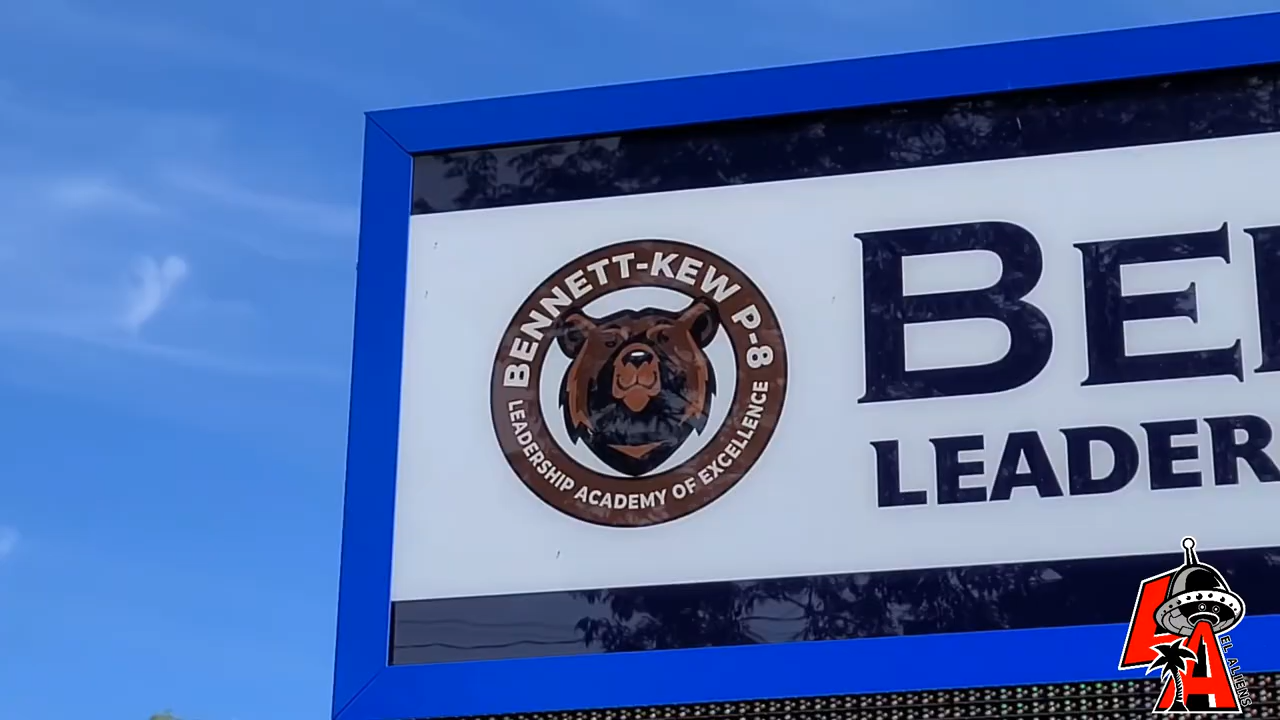 BENNETT-KEW P-8
LEADERSHIP ACADEMY OF EXCELLENCE
BE
LEADER
LA
EL ALIENS